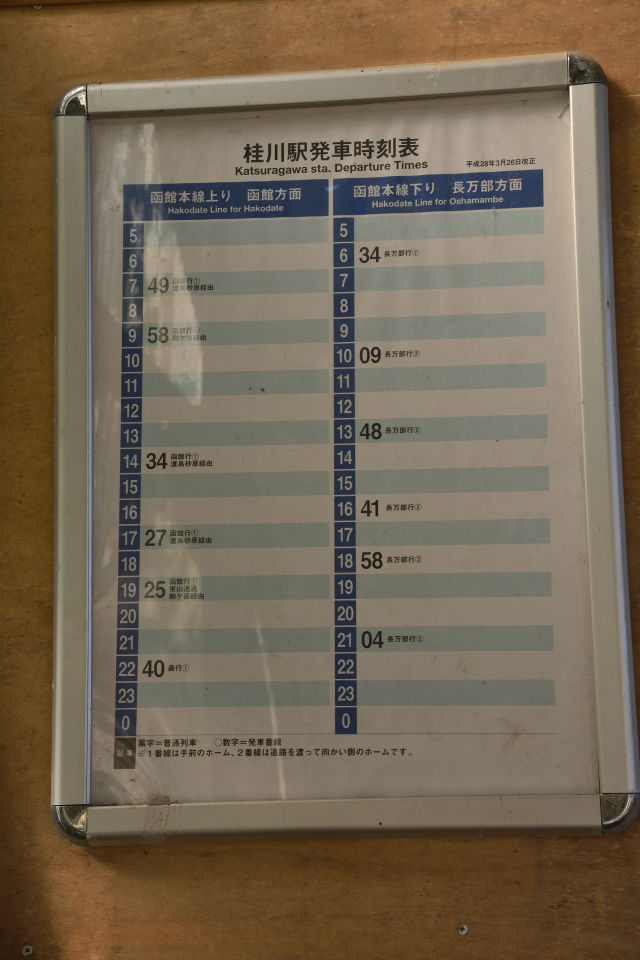 桂川駅発車時刻表
Katsuragawa sta. Departure Times
平成28年3月26日改正
函館本線上り 函館方面
Hakodate Line for Hakodate
5
6
7 49 函館行① 渡島砂原経由
8
9 58 函館行① 駒ケ岳経由
10
11
12
13
14 34 函館行① 渡島砂原経由
15
16
17 27 函館行① 渡島砂原経由
18
19 25 函館行① 東山通過 駒ケ岳経由
20
21
22 40 森行①
23
0
函館本線下り 長万部方面
Hakodate Line for Oshamambe
5
6 34 長万部行②
7
8
9
10 09 長万部行②
11
12
13 48 長万部行②
14
15
16 41 長万部行②
17
18 58 長万部行②
19
20
21 04 長万部行②
22
23
0
記事
黒字=普通列車 ○数字=発車番線
※1番線は手前のホーム、2番線は道路を渡って向かい側のホームです。